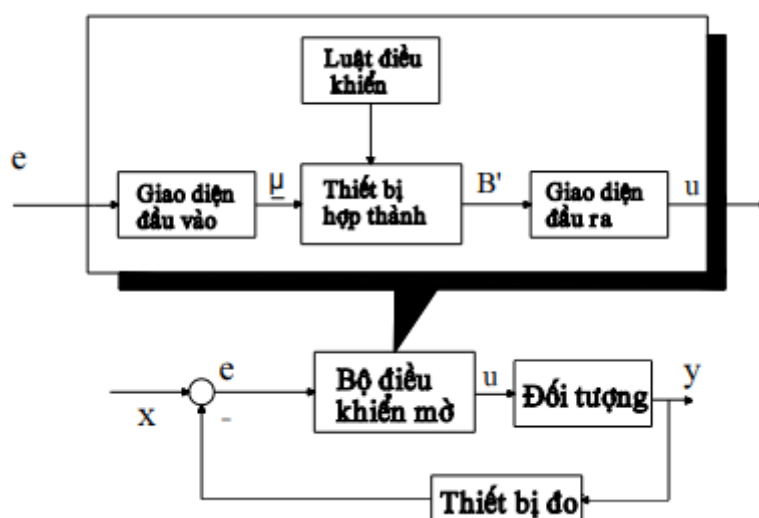 Luật điều
khiển
e
Giao diện
đầu vào
μ
Thiết bị
hợp thành
B'
Giao diện
đầu ra
u
x
e
-
Bộ điều
khiển mờ
u
Đối tượng
y
Thiết bị đo